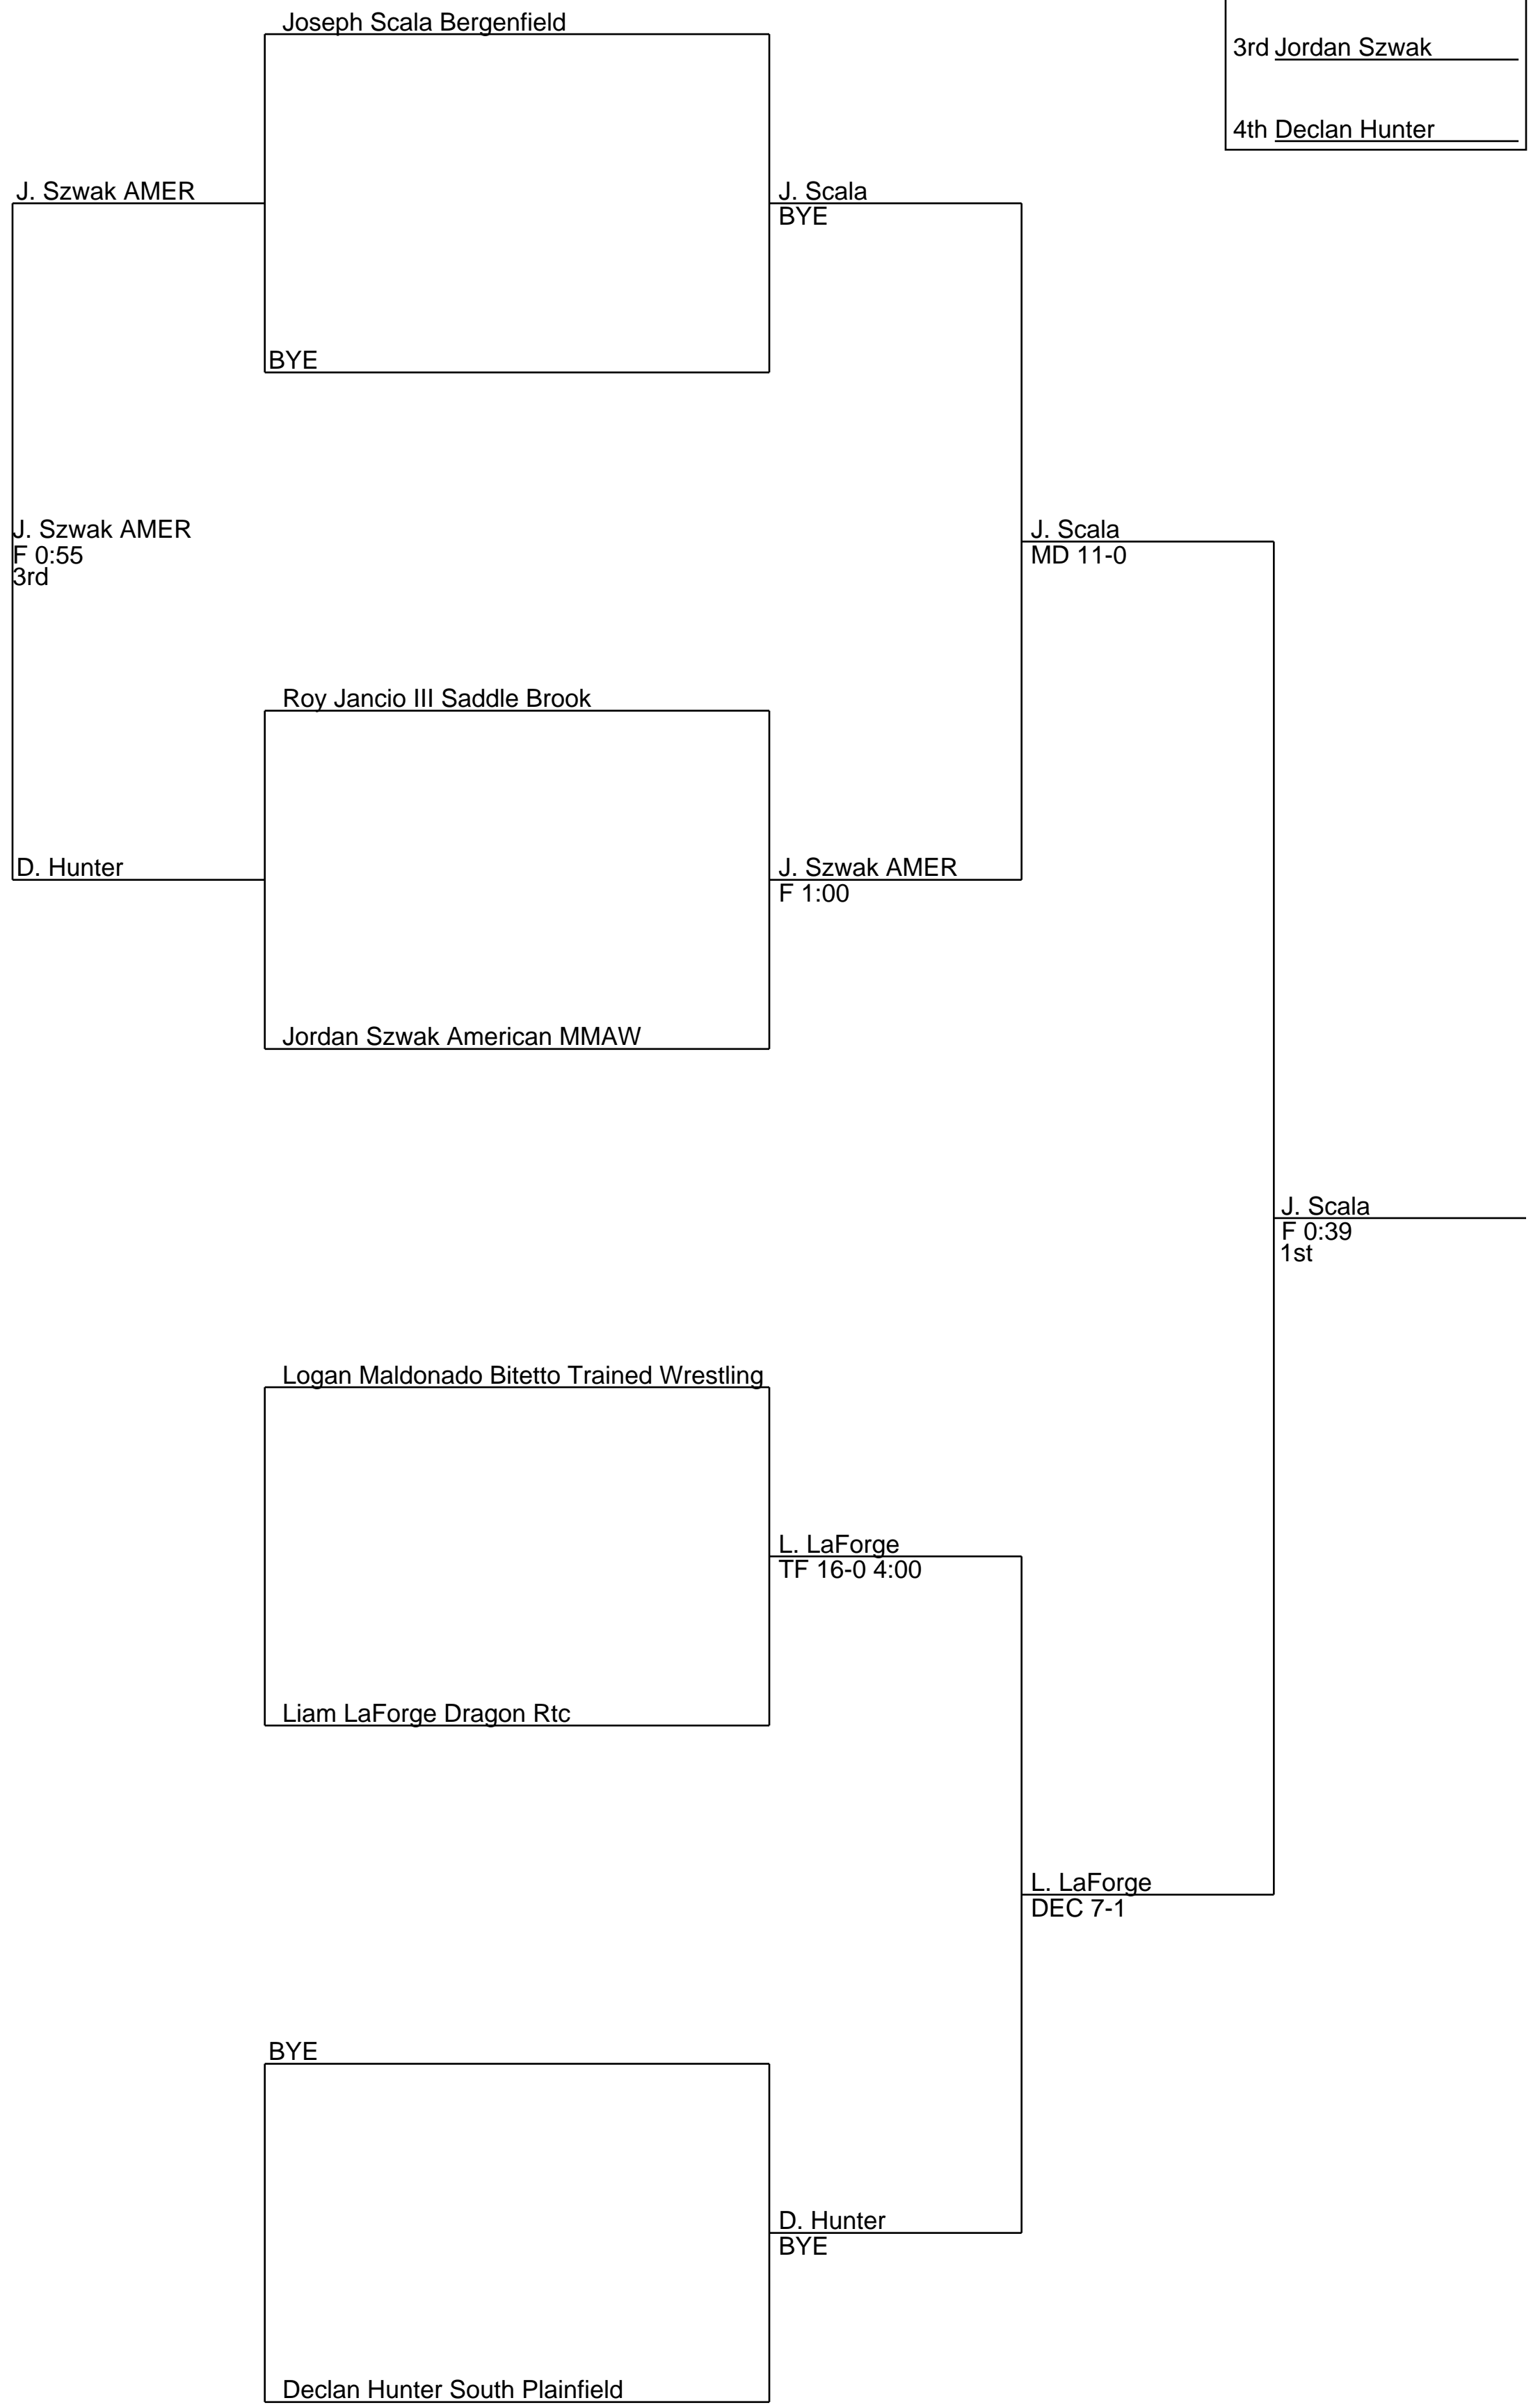 Joseph Scala Bergenfield
3rd Jordan Szwak
4th Declan Hunter
J. Szwak AMER
J. Scala
BYE
BYE
J. Szwak AMER
F 0:55
3rd
J. Scala
MD 11-0
Roy Jancio III Saddle Brook
D. Hunter
J. Szwak AMER
F 1:00
Jordan Szwak American MMAW
J. Scala
F 0:39
1st
Logan Maldonado Bitetto Trained Wrestling
L. LaForge
TF 16-0 4:00
Liam LaForge Dragon Rtc
L. LaForge
DEC 7-1
BYE
D. Hunter
BYE
Declan Hunter South Plainfield